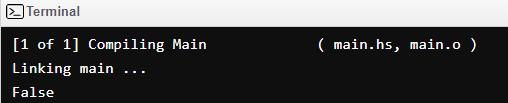 Terminal
[1 of 1] Compiling Main             ( main.hs, main.o )
Linking main ...
False